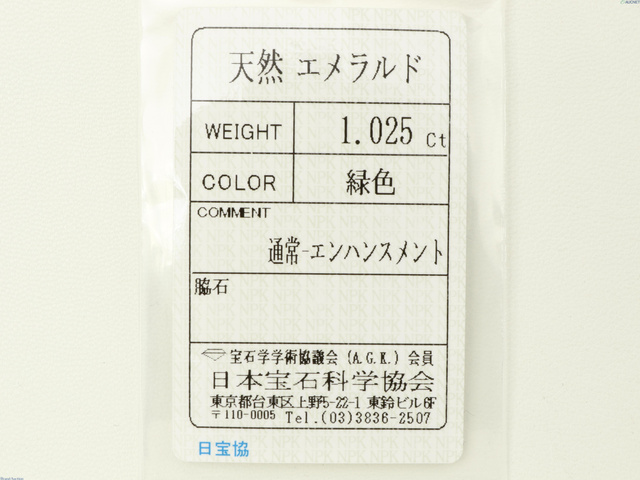 天然 エメラルド
WEIGHT 1.025 Ct
COLOR 緑色
COMMENT
通常-エンハンスメント
脇石
宝石学学術協議会 (A.G.K.) 会員
日本宝石科学協会
東京都台東区上野5-22-1 東鈴ビル6F
〒110-0005 Tel.(03)3836-2507
日宝協